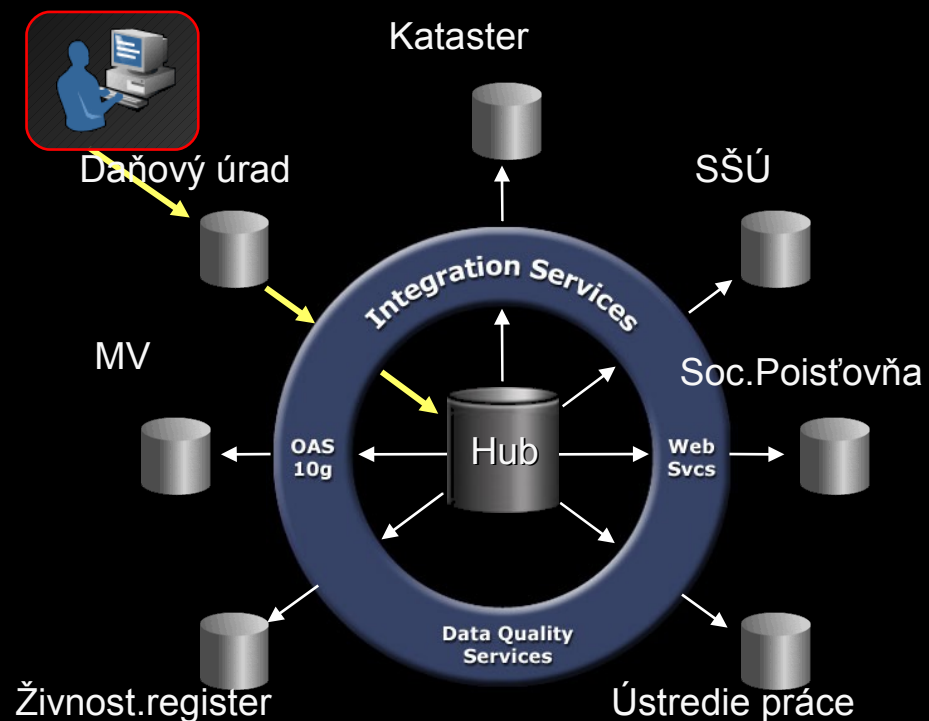 Kataster
Daňový úrad
SŠÚ
Integration Services
MV
Soc.Poisťovňa
OAS
10g
Hub
Web
Svcs
Data Quality
Services
Živnost.register
Ústredie práce